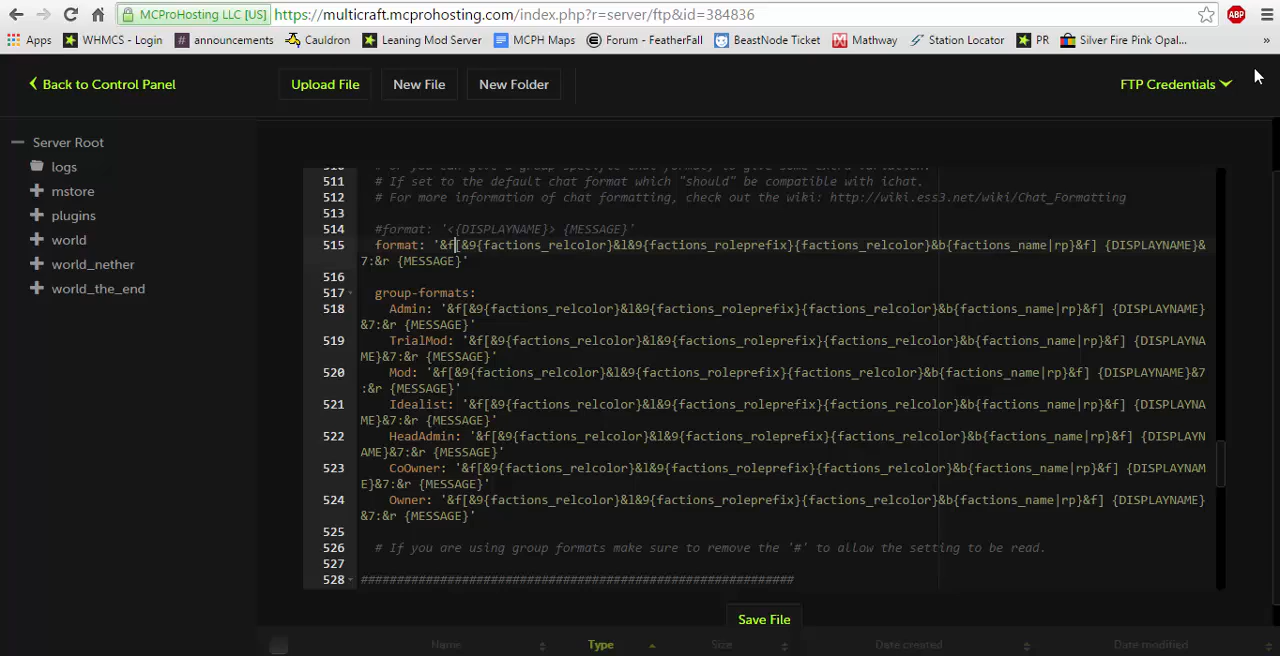 MCProHosting LLC [US] https://multicraft.mcprohosting.com/index.php?r=server/ftp&id=384836 ABP
Apps WHMCS - Login announcements Cauldron Leaning Mod Server MCPH Maps Forum - FeatherFall BeastNode Ticket Mathway Station Locator PR Silver Fire Pink Opal... »
Back to Control Panel Upload File New File New Folder FTP Credentials
Server Root
logs
mstore
plugins
world
world_nether
world_the_end
511 # If set to the default chat format which "should" be compatible with ichat.
512 # For more information of chat formatting, check out the wiki: http://wiki.ess3.net/wiki/Chat_Formatting
513
514 #format: '<{DISPLAYNAME}> {MESSAGE}'
515 format: '&f[&9{factions_relcolor}&l&9{factions_roleprefix}{factions_relcolor}&b{factions_name|rp}&f] {DISPLAYNAME}&
7:&r {MESSAGE}'
516
517 group-formats:
518 Admin: '&f[&9{factions_relcolor}&l&9{factions_roleprefix}{factions_relcolor}&b{factions_name|rp}&f] {DISPLAYNAME}
&7:&r {MESSAGE}'
519 TrialMod: '&f[&9{factions_relcolor}&l&9{factions_roleprefix}{factions_relcolor}&b{factions_name|rp}&f] {DISPLAYNA
ME}&7:&r {MESSAGE}'
520 Mod: '&f[&9{factions_relcolor}&l&9{factions_roleprefix}{factions_relcolor}&b{factions_name|rp}&f] {DISPLAYNAME}&7
:&r {MESSAGE}'
521 Idealist: '&f[&9{factions_relcolor}&l&9{factions_roleprefix}{factions_relcolor}&b{factions_name|rp}&f] {DISPLAYNA
ME}&7:&r {MESSAGE}'
522 HeadAdmin: '&f[&9{factions_relcolor}&l&9{factions_roleprefix}{factions_relcolor}&b{factions_name|rp}&f] {DISPLAYN
AME}&7:&r {MESSAGE}'
523 CoOwner: '&f[&9{factions_relcolor}&l&9{factions_roleprefix}{factions_relcolor}&b{factions_name|rp}&f] {DISPLAYNAM
E}&7:&r {MESSAGE}'
524 Owner: '&f[&9{factions_relcolor}&l&9{factions_roleprefix}{factions_relcolor}&b{factions_name|rp}&f] {DISPLAYNAME}
&7:&r {MESSAGE}'
525
526 # If you are using group formats make sure to remove the '#' to allow the setting to be read.
527
528 ############################################################
Save File
Name Type Size Date created Date modified